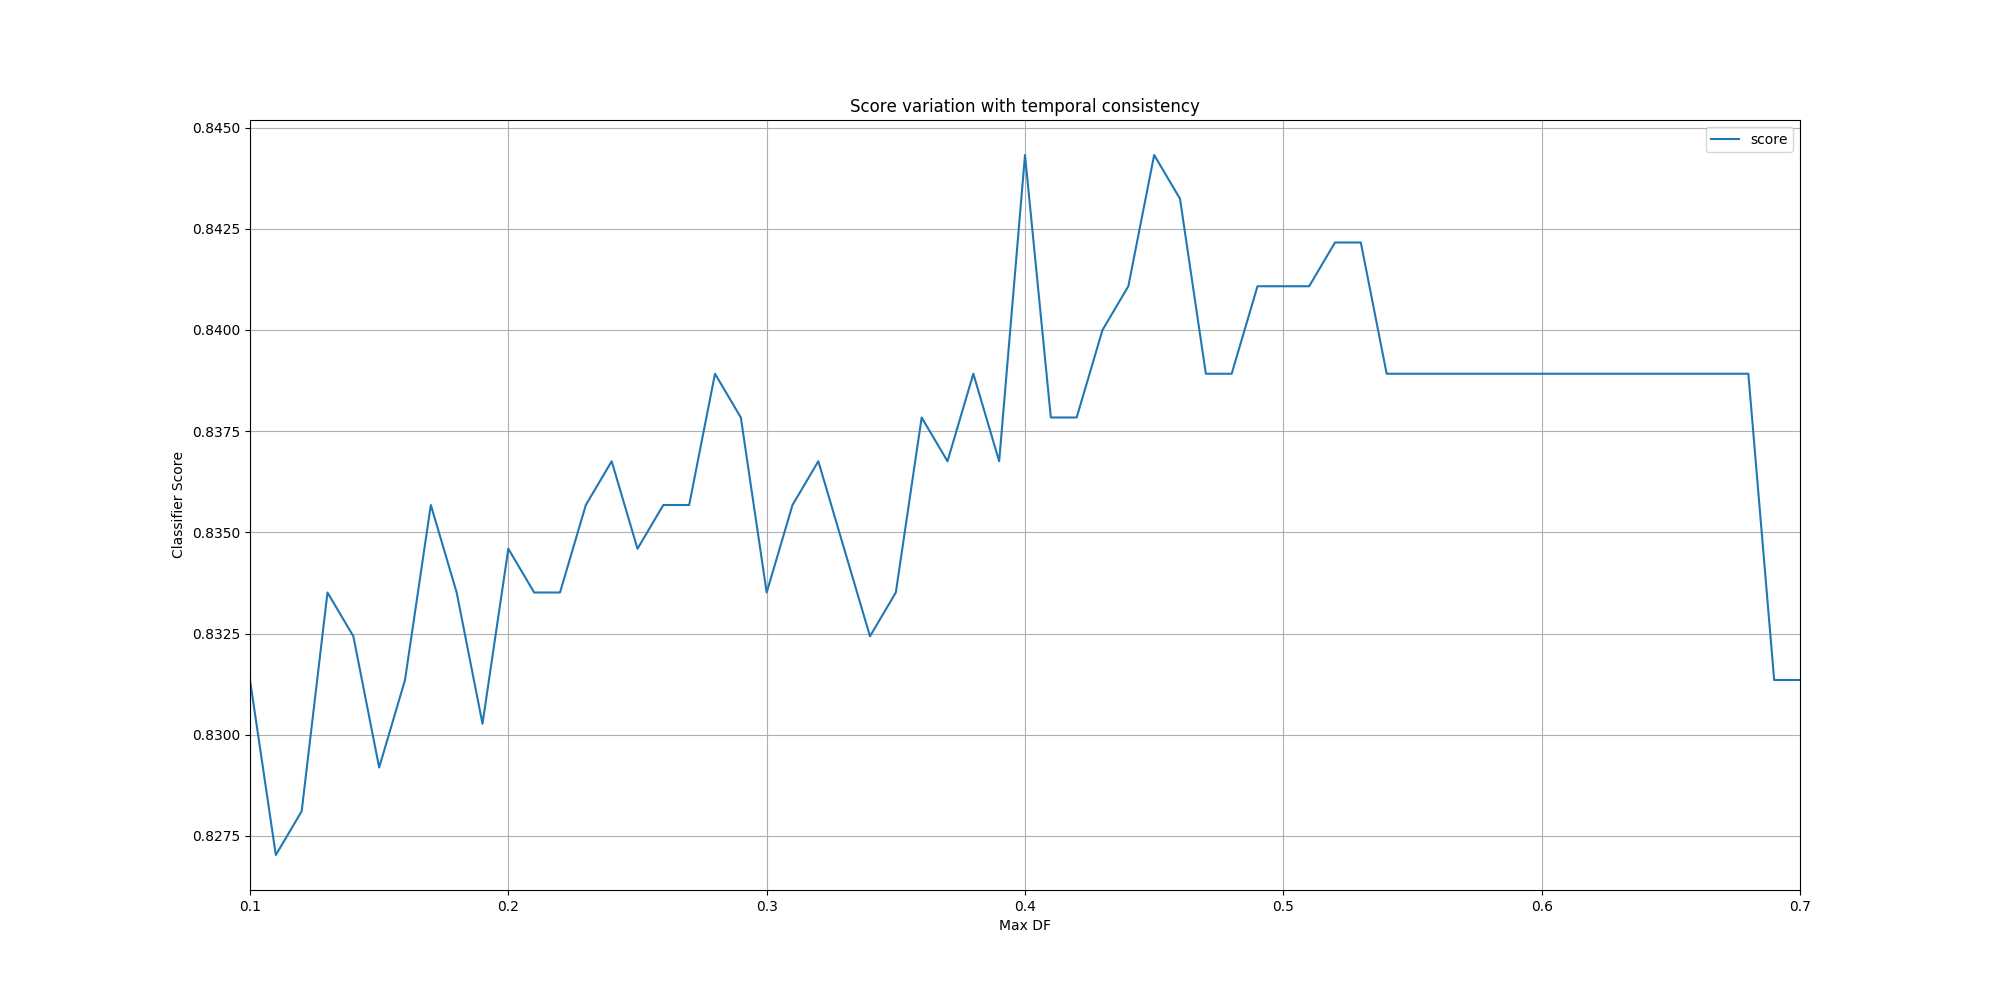 Score variation with temporal consistency
score
0.8450
0.8425
0.8400
0.8375
0.8350
0.8325
0.8300
0.8275
Classifier Score
0.1 0.2 0.3 0.4 0.5 0.6 0.7
Max DF